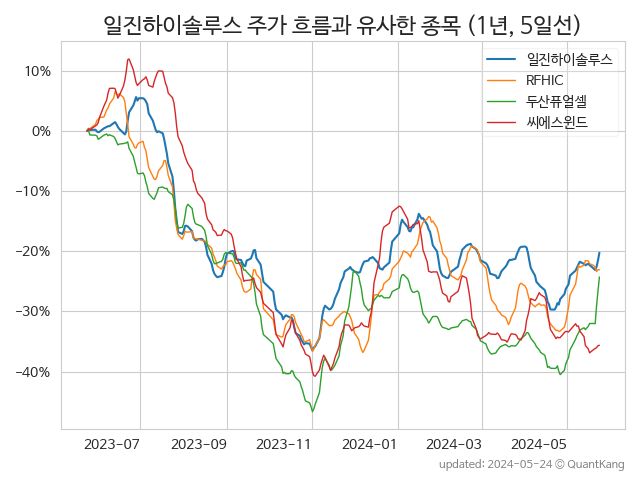 일진하이솔루스 주가 흐름과 유사한 종목 (1년, 5일선)
일진하이솔루스
RFHIC
두산퓨얼셀
씨에스윈드
10%
0%
−10%
−20%
−30%
−40%
2023−07
2023−09
2023−11
2024−01
2024−03
2024−05
updated: 2024−05−24 © QuantKang